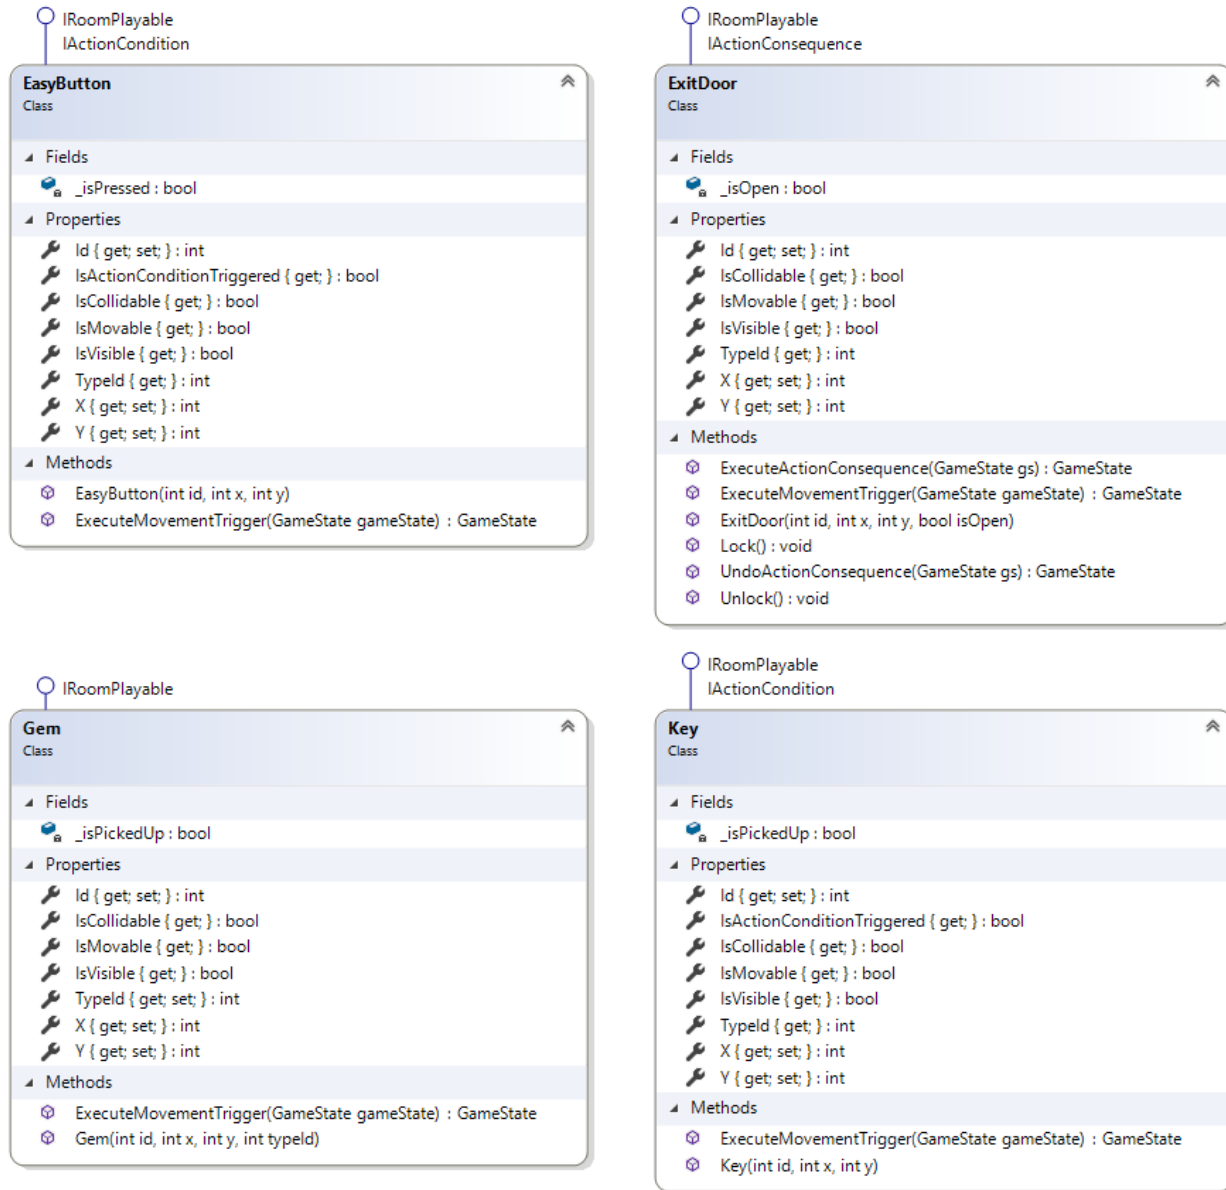 IRoomPlayable
IActionCondition
EasyButton
Class
Fields
_isPressed : bool
Properties
Id { get; set; } : int
IsActionConditionTriggered { get; } : bool
IsCollidable { get; } : bool
IsMovable { get; } : bool
IsVisible { get; } : bool
TypeId { get; } : int
X { get; set; } : int
Y { get; set; } : int
Methods
EasyButton(int id, int x, int y)
ExecuteMovementTrigger(GameState gameState) : GameState
IRoomPlayable
IActionConsequence
ExitDoor
Class
Fields
_isOpen : bool
Properties
Id { get; set; } : int
IsCollidable { get; } : bool
IsMovable { get; } : bool
IsVisible { get; } : bool
TypeId { get; } : int
X { get; set; } : int
Y { get; set; } : int
Methods
ExecuteActionConsequence(GameState gs) : GameState
ExecuteMovementTrigger(GameState gameState) : GameState
ExitDoor(int id, int x, int y, bool isOpen)
Lock() : void
UndoActionConsequence(GameState gs) : GameState
Unlock() : void
IRoomPlayable
Gem
Class
Fields
_isPickedUp : bool
Properties
Id { get; set; } : int
IsCollidable { get; } : bool
IsMovable { get; } : bool
IsVisible { get; } : bool
TypeId { get; set; } : int
X { get; set; } : int
Y { get; set; } : int
Methods
ExecuteMovementTrigger(GameState gameState) : GameState
Gem(int id, int x, int y, int typeId)
IRoomPlayable
IActionCondition
Key
Class
Fields
_isPickedUp : bool
Properties
Id { get; set; } : int
IsActionConditionTriggered { get; } : bool
IsCollidable { get; } : bool
IsMovable { get; } : bool
IsVisible { get; } : bool
TypeId { get; } : int
X { get; set; } : int
Y { get; set; } : int
Methods
ExecuteMovementTrigger(GameState gameState) : GameState
Key(int id, int x, int y)